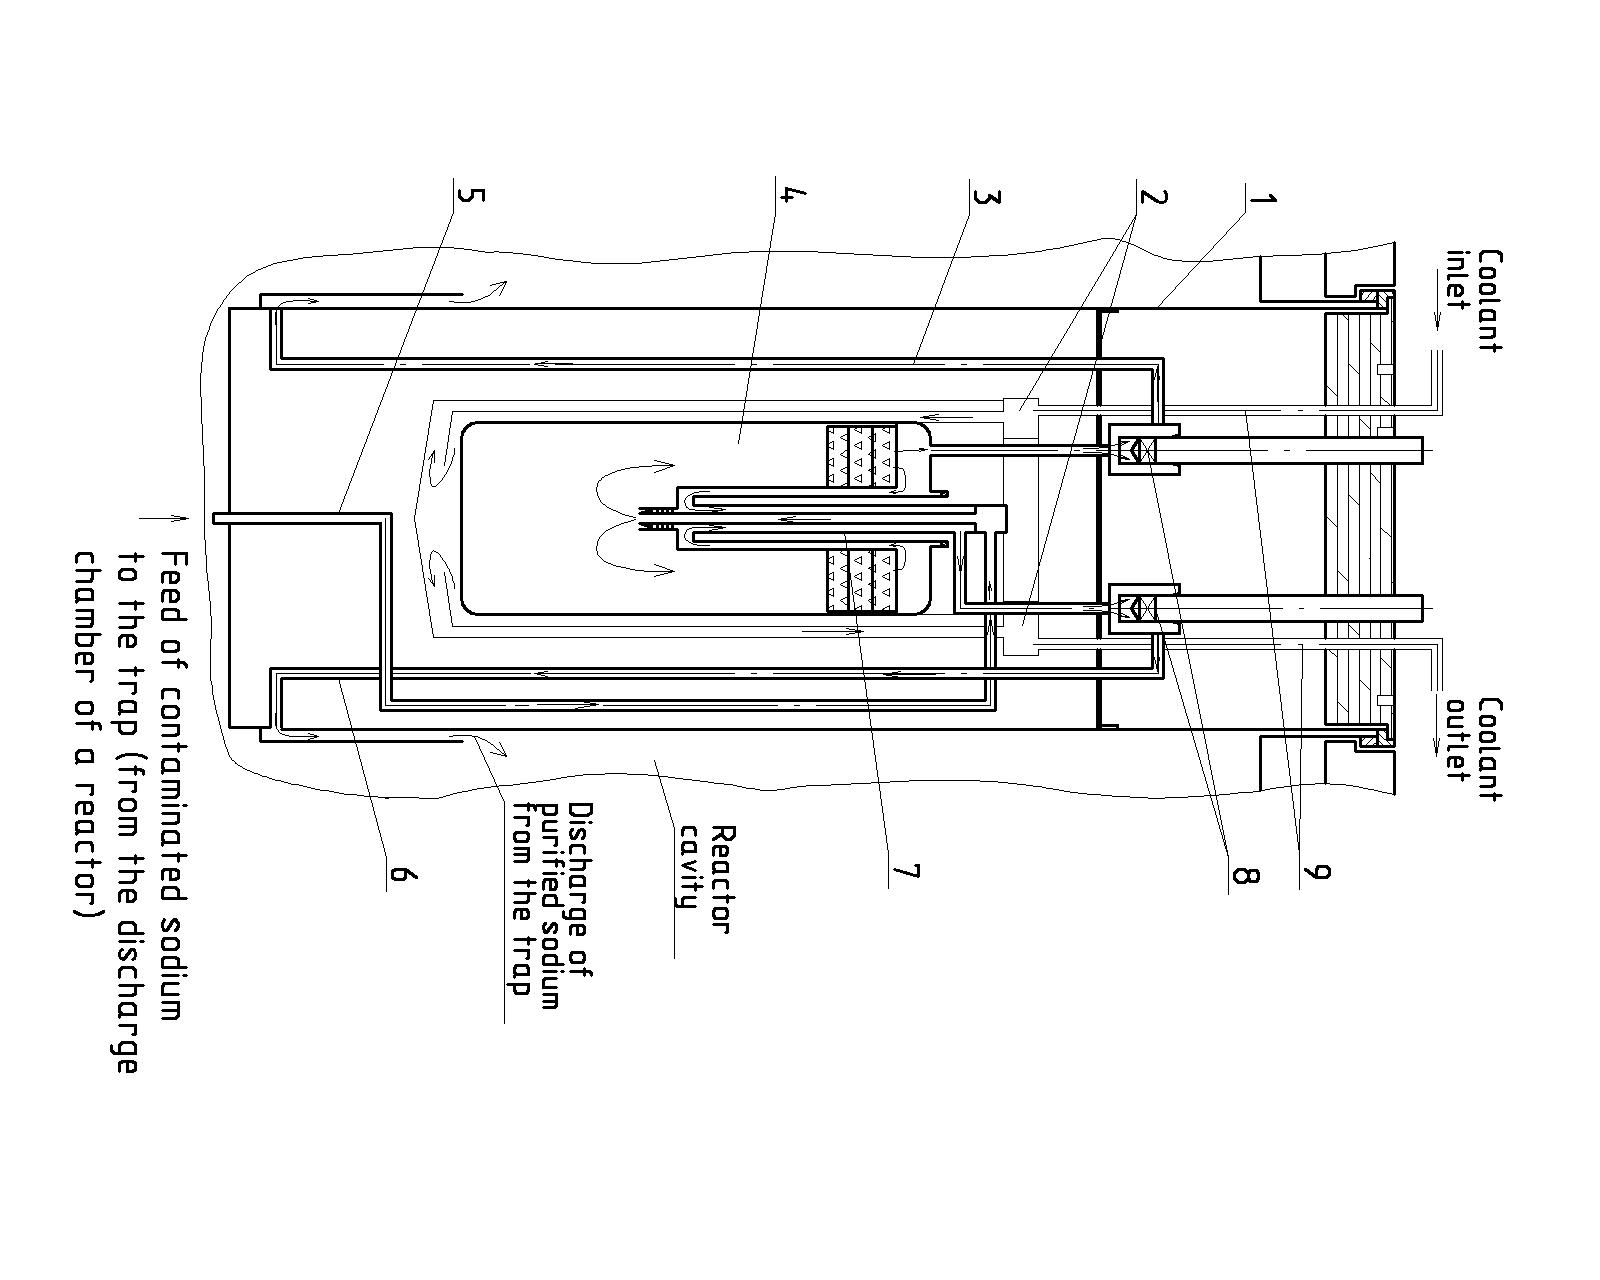 Coolant
inlet
1
2
3
4
5
Coolant
outlet
9
8
7
6
Reactor
cavity
Discharge of
purified sodium
from the trap
Feed of contaminated sodium
to the trap (from the discharge
chamber of a reactor)